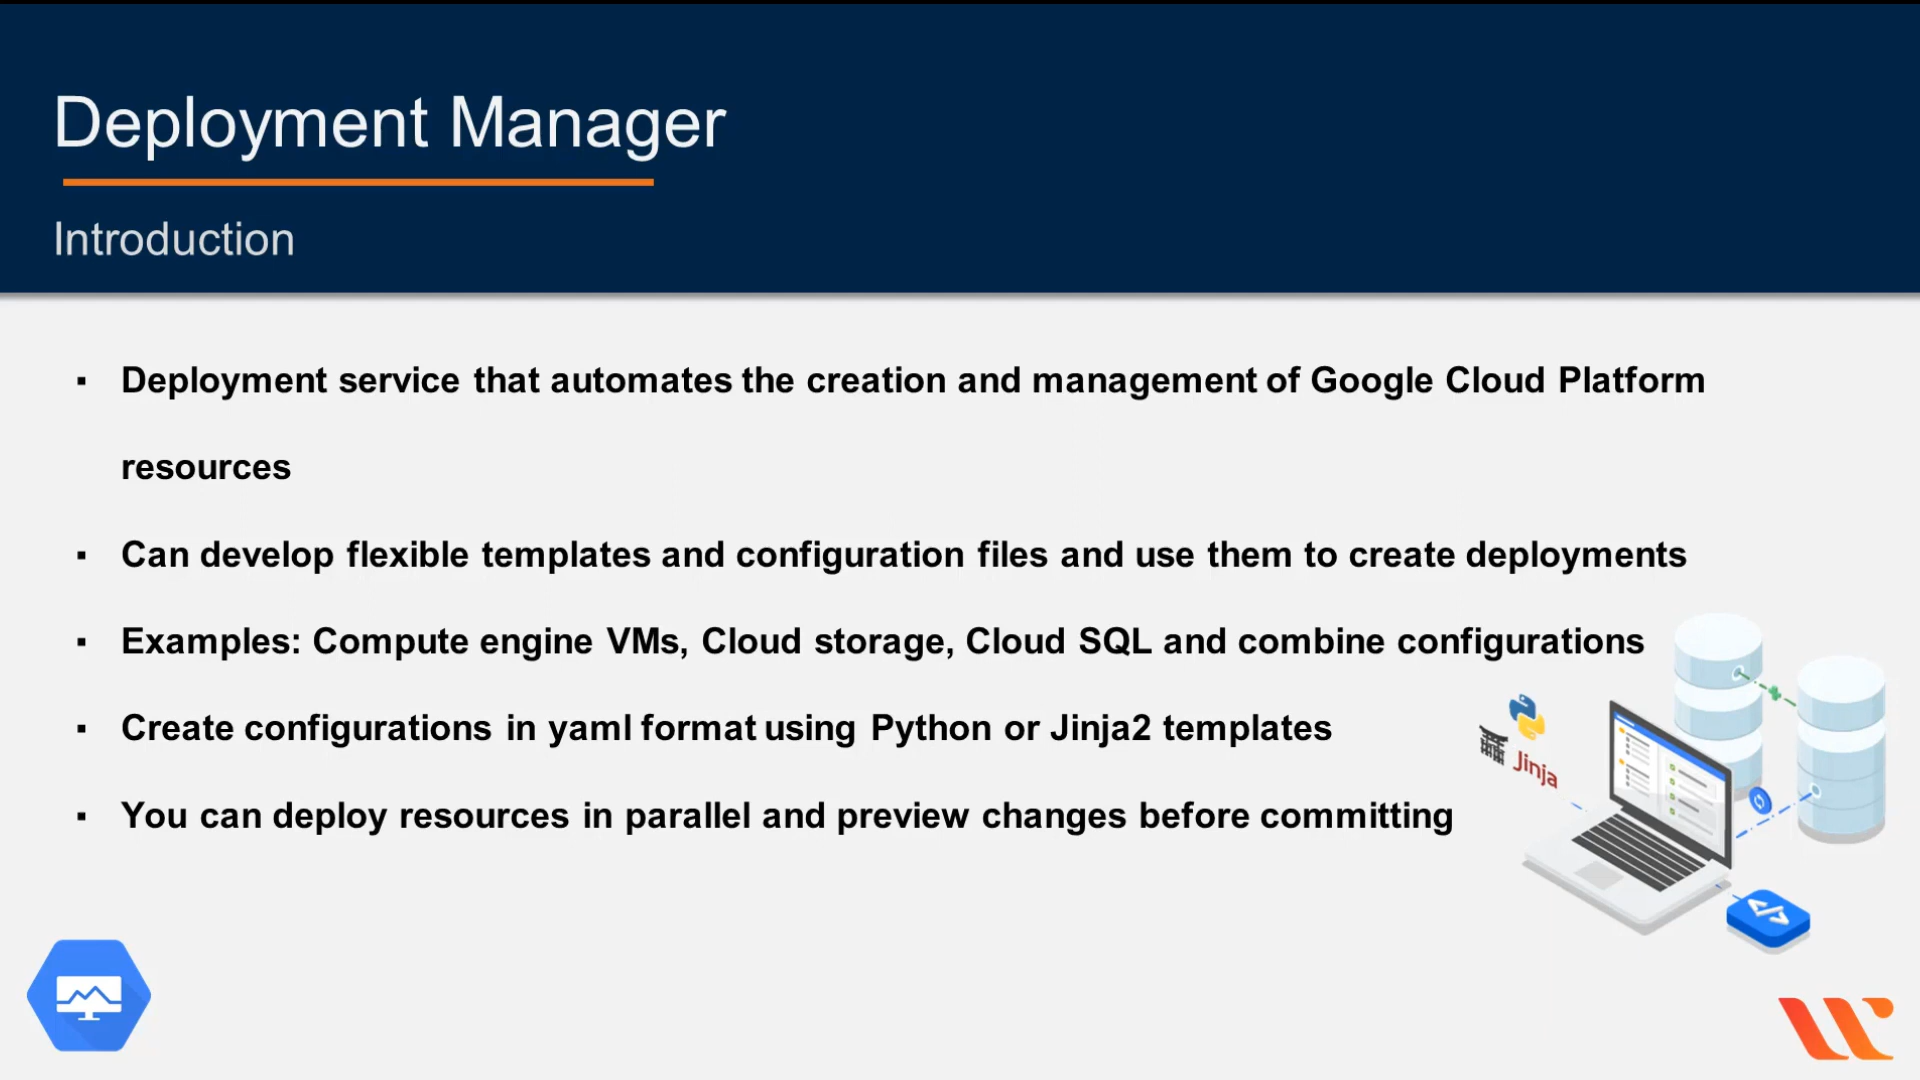 Deployment Manager
Introduction
▪ Deployment service that automates the creation and management of Google Cloud Platform
resources
▪ Can develop flexible templates and configuration files and use them to create deployments
▪ Examples: Compute engine VMs, Cloud storage, Cloud SQL and combine configurations
▪ Create configurations in yaml format using Python or Jinja2 templates
Jinja
▪ You can deploy resources in parallel and preview changes before committing